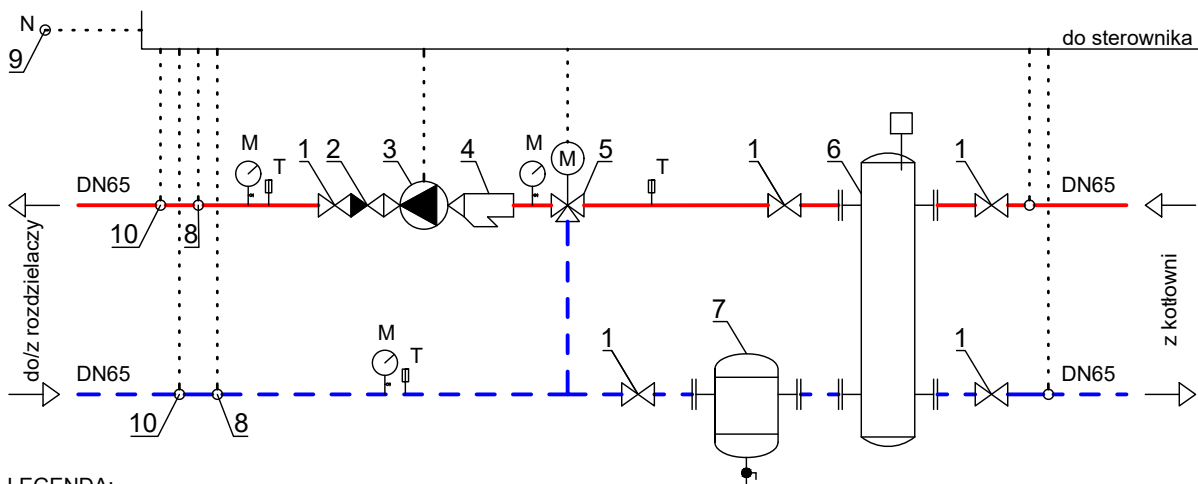 N
9
do sterownika
M
T
1
2
3
4
M
M
5
T
1
6
1
DN65
DN65
10
8
do/z rozdzielaczy
z kotłowni
M
T
1
7
1
DN65
DN65
10
8
LEGENDA: